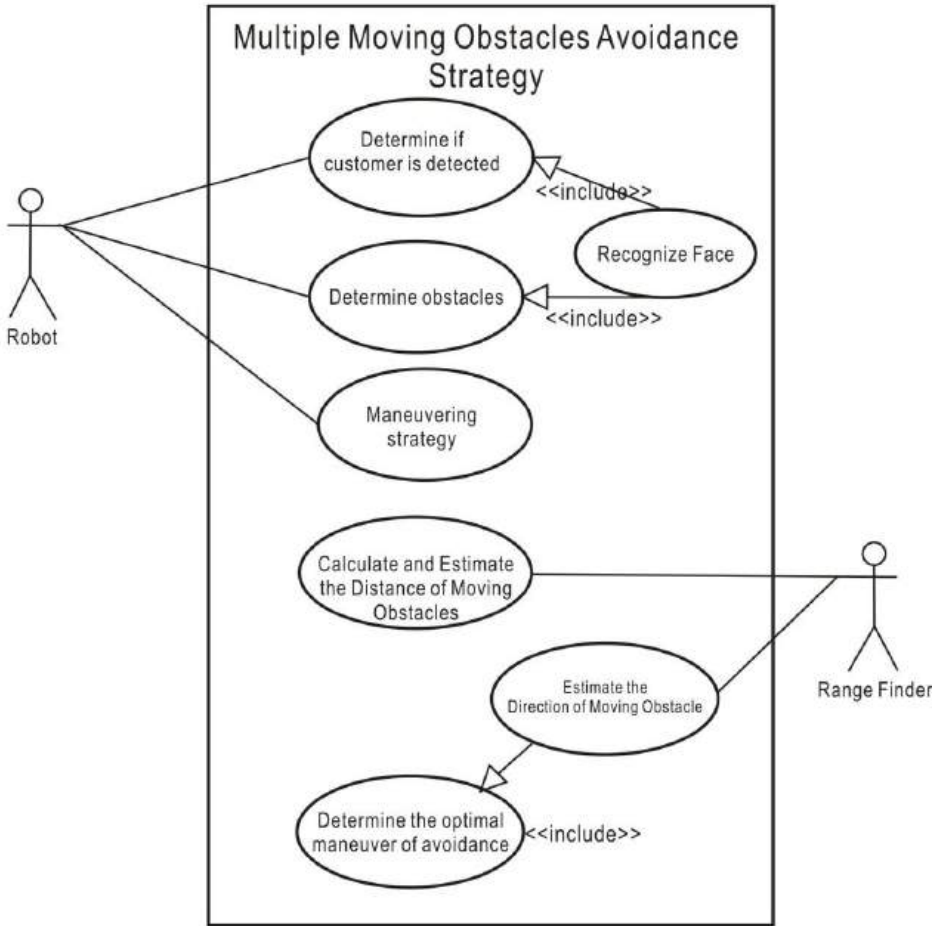 Multiple Moving Obstacles Avoidance
Strategy
Determine if
customer is detected
<<include>>
Recognize Face
Determine obstacles
<<include>>
Robot
Maneuvering
strategy
Calculate and Estimate
the Distance of Moving
Obstacles
Estimate the
Direction of Moving Obstacle
Range Finder
Determine the optimal
maneuver of avoidance
<<include>>